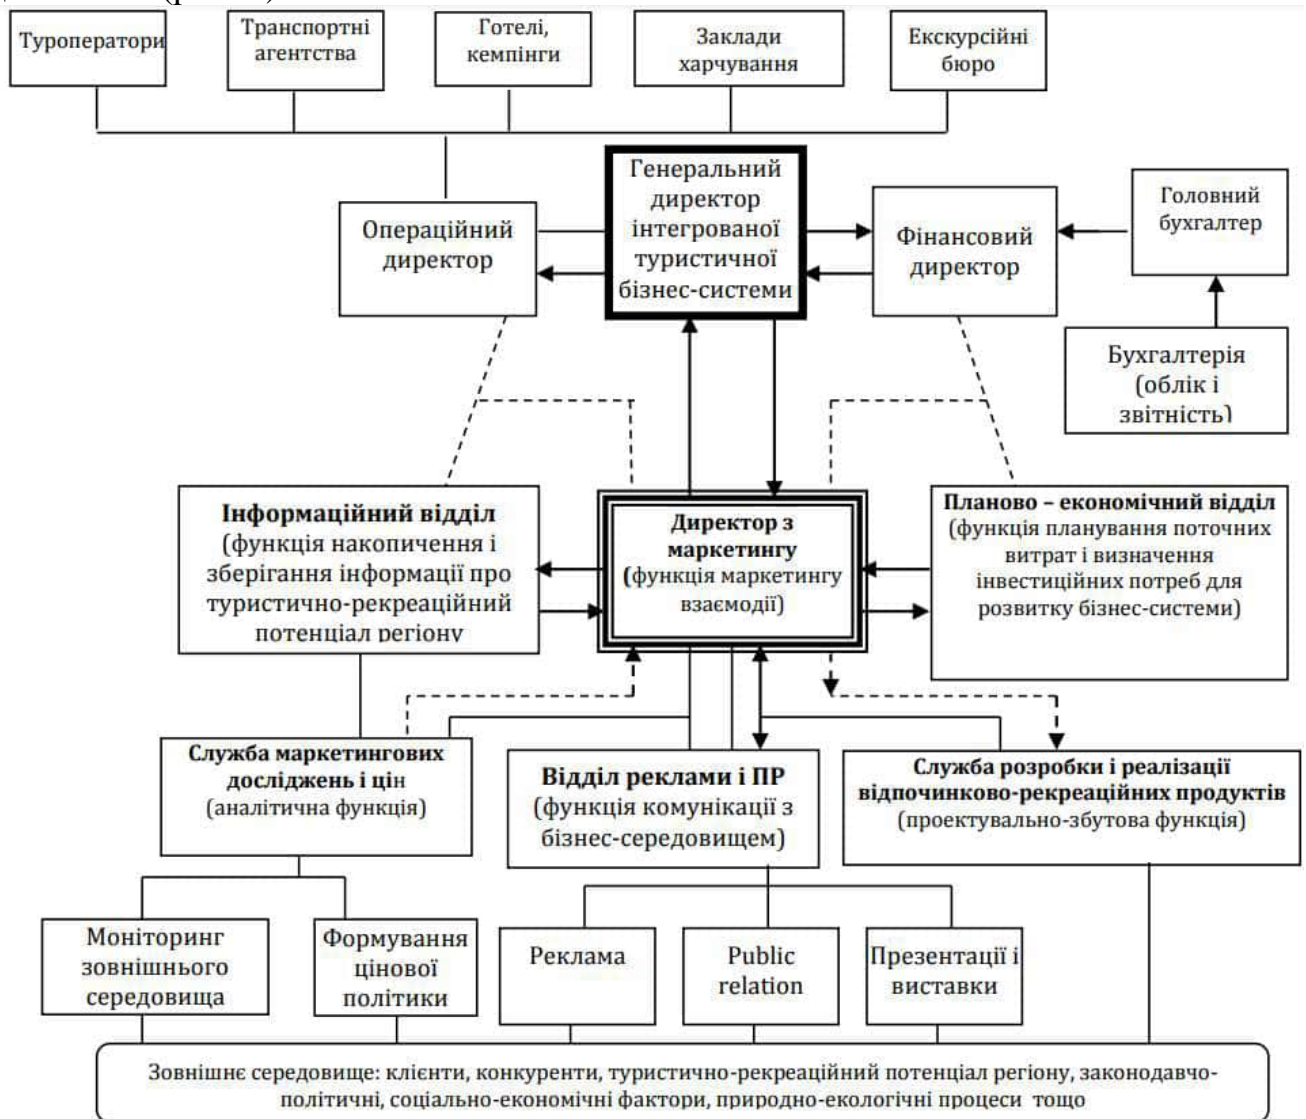 Туроператори
Транспортні
агентства
Готелі,
кемпінги
Заклади
харчування
Екскурсійні
бюро
Операційний
директор
Генеральний
директор
інтегрованої
туристичної
бізнес-системи
Фінансовий
директор
Головний
бухгалтер
Бухгалтерія
(облік і
звітність)
Інформаційний відділ
(функція накопичення і
зберігання інформації про
туристично-рекреаційний
потенціал регіону
Директор з
маркетингу
(функція маркетингу
взаємодії)
Планово – економічний відділ
(функція планування поточних
витрат і визначення
інвестиційних потреб для
розвитку бізнес-системи)
Служба маркетингових
досліджень і цін
(аналітична функція)
Відділ реклами і ПР
(функція комунікації з
бізнес-середовищем)
Служба розробки і реалізації
відпочинково-рекреаційних продуктів
(проектувально-збутова функція)
Моніторинг
зовнішнього
середовища
Формування
цінової
політики
Реклама
Public
relation
Презентації і
виставки
Зовнішнє середовище: клієнти, конкуренти, туристично-рекреаційний потенціал регіону, законодавчо-
політичні, соціально-економічні фактори, природно-екологічні процеси тощо